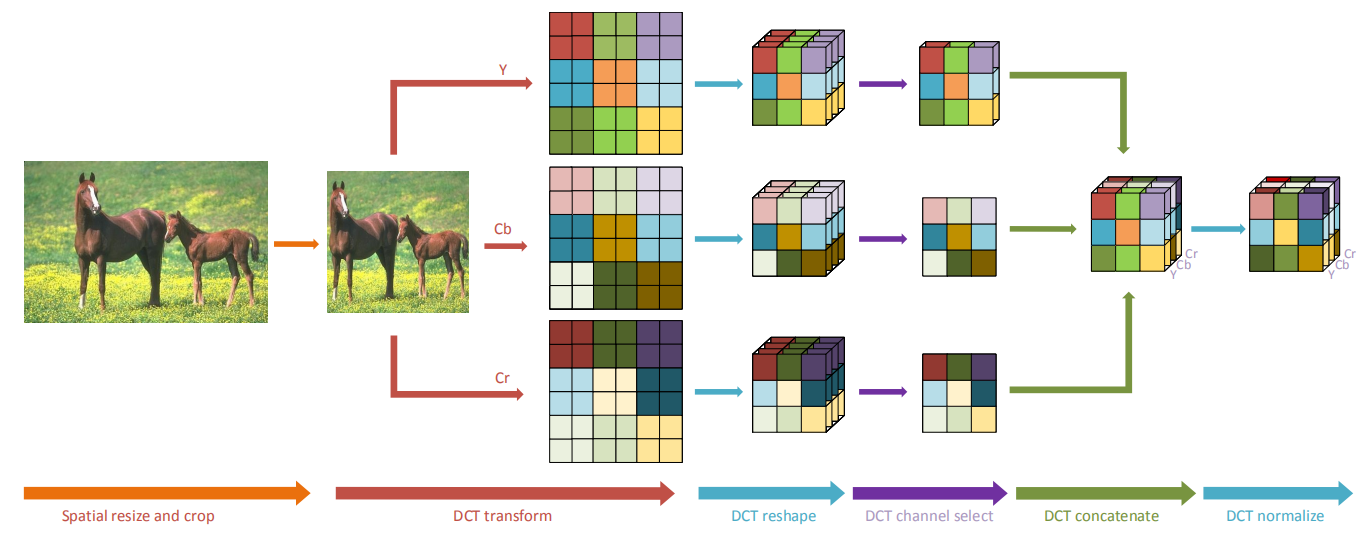 Y
Cb
Cr
Cr
Cb
Y
Cr
Cb
Y
Spatial resize and crop
DCT transform
DCT reshape
DCT channel select
DCT concatenate
DCT normalize